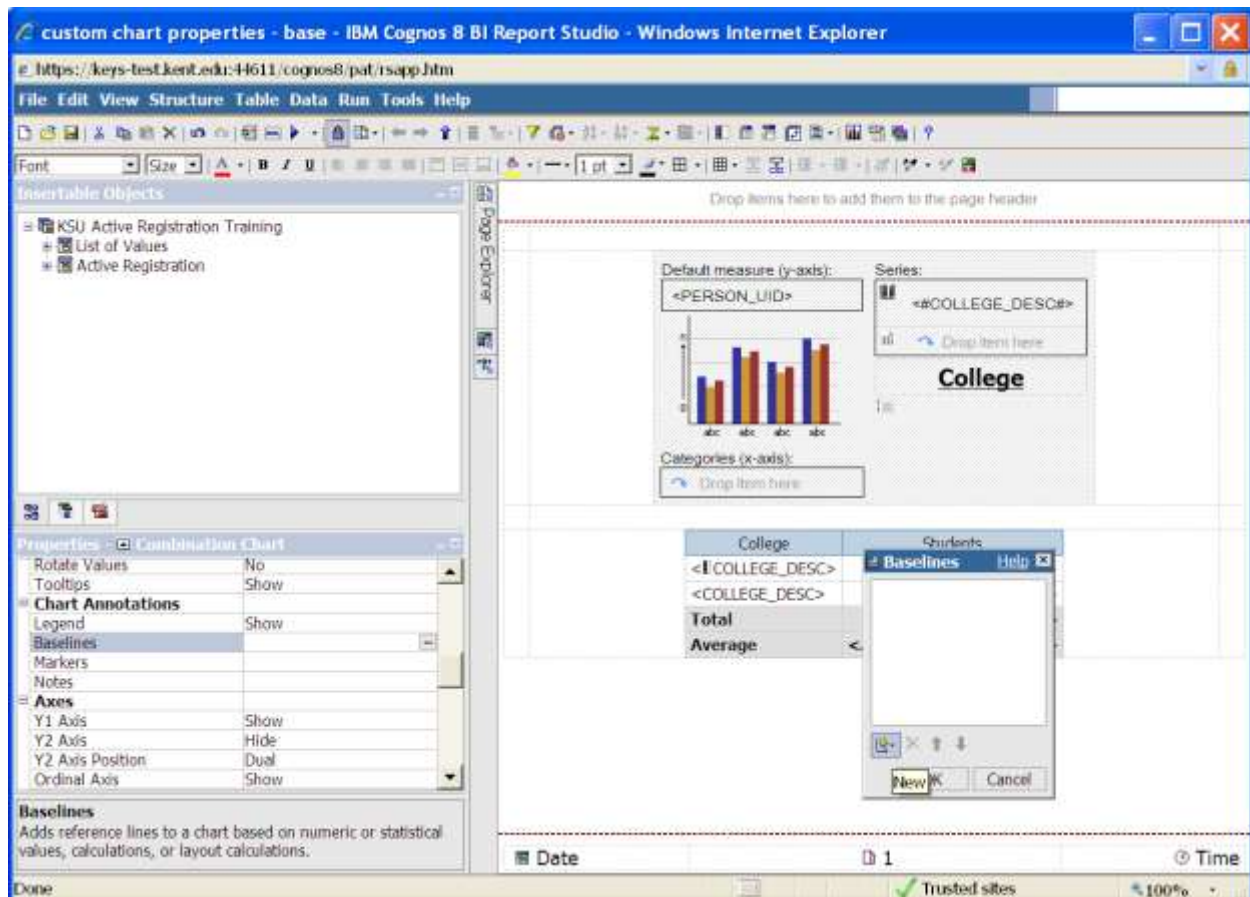 custom chart properties - base - IBM Cognos 8 BI Report Studio - Windows Internet Explorer
https://keys-test.kent.edu:44611/cognos8/pat/rsapp.htm
File Edit View Structure Table Data Run Tools Help
Font Size A B I U 1 pt
Insertable Objects
KSU Active Registration Training
List of Values
Active Registration
Page Explorer
Drop items here to add them to the page header
Default measure (y-axis):
<PERSON_UID>
Series:
<#COLLEGE_DESC#>
Drop item here
College
abc abc abc abc
Categories (x-axis):
Drop item here
Properties - Combination Chart
Rotate Values No
Tooltips Show
Chart Annotations
Legend Show
Baselines
Markers
Notes
Axes
Y1 Axis Show
Y2 Axis Hide
Y2 Axis Position Dual
Ordinal Axis Show
Baselines
Adds reference lines to a chart based on numeric or statistical
values, calculations, or layout calculations.
College Students
<COLLEGE_DESC>
<COLLEGE_DESC>
Total
Average <
Baselines Help
New OK Cancel
Date 1 Time
Done Trusted sites 100%